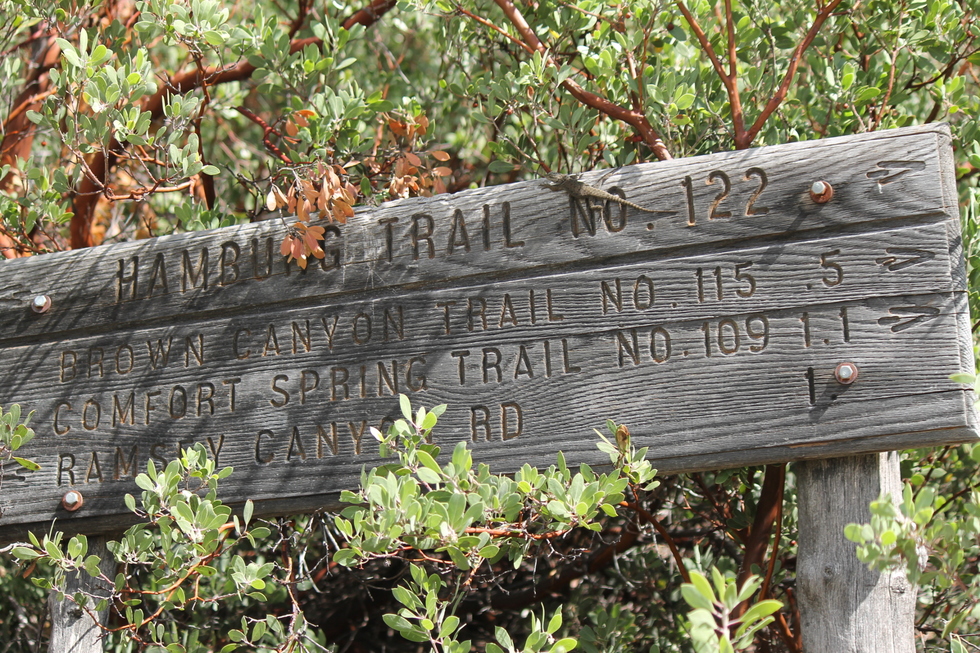 HAMBURG TRAIL NO. 122
BROWN CANYON TRAIL NO. 115 .5
COMFORT SPRING TRAIL NO. 109 1.1
RAMSEY CANYON RD 1